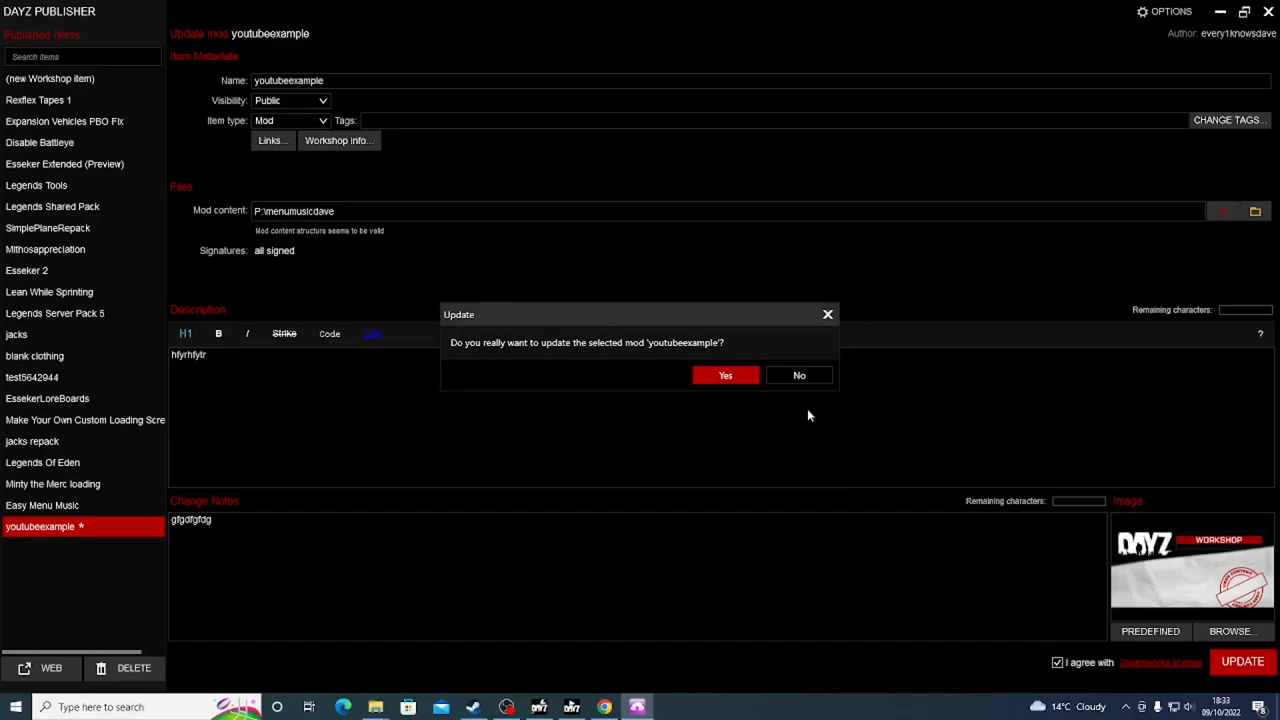 DAYZ PUBLISHER
OPTIONS
Published Items
Update mod youtubeexample
Author: every1knowsdave
Search items
Item Metadata
(new Workshop item)
Name: youtubeexample
Rexflex Tapes 1
Visibility: Public
Expansion Vehicles PBO Fix
Item type: Mod Tags: CHANGE TAGS...
Disable Battleye
Links... Workshop info...
Esseker Extended (Preview)
Legends Tools
Files
Legends Shared Pack
Mod content: P:\menumusicdave
SimplePlaneRepack
Mod content structure seems to be valid
Mithosappreciation
Signatures: all signed
Esseker 2
Lean While Sprinting
Legends Server Pack 5
Description
Remaining characters:
jacks
H1 B I Strike Code Link ?
blank clothing
hfyrhfytr
test5642944
EssekerLoreBoards
Make Your Own Custom Loading Scre
jacks repack
Legends Of Eden
Minty the Merc loading
Easy Menu Music
youtubeexample *
Update
Do you really want to update the selected mod 'youtubeexample'?
Yes No
Change Notes
Remaining characters:
Image
gfgdfgfdg
DAYZ WORKSHOP
PREDEFINED BROWSE...
WEB DELETE
I agree with Steamworks license UPDATE
Type here to search
14°C Cloudy
18:33
09/10/2022